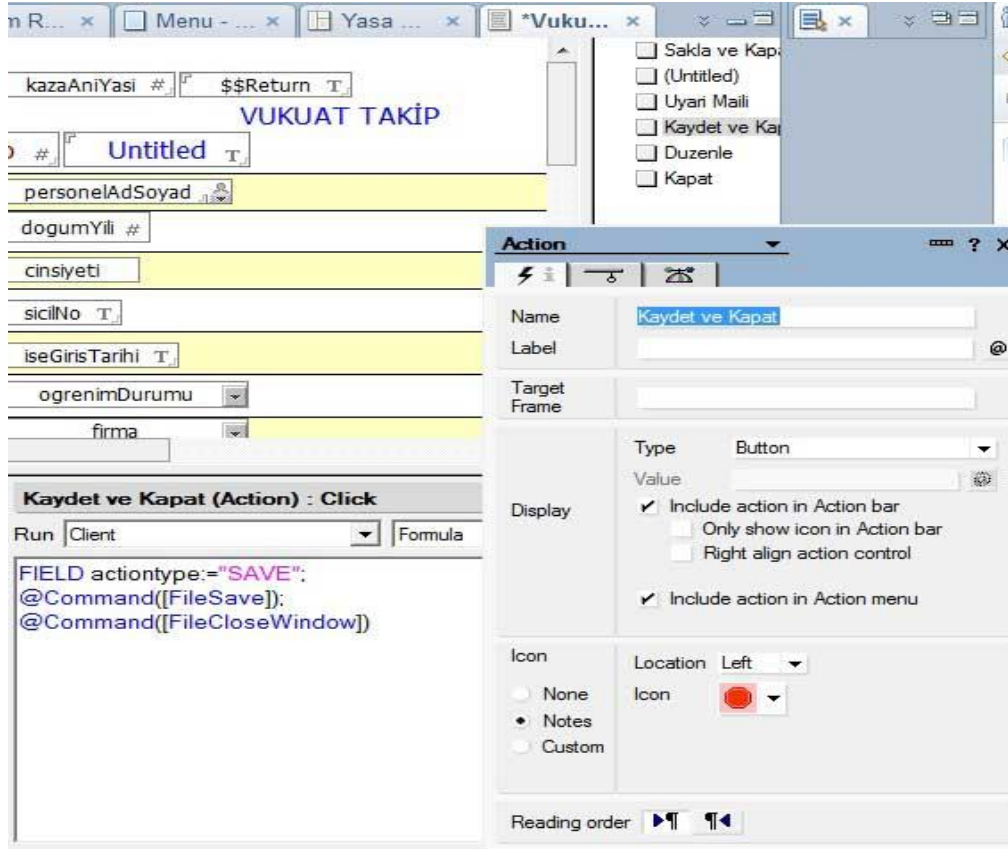 m R...
Menu - ...
Yasa ...
*Vuku...
kazaAniYasi #
$$Return T
VUKUAT TAKİP
#
Untitled T
personelAdSoyad
dogumYili #
cinsiyeti
sicilNo T
iseGirisTarihi T
ogrenimDurumu
firma
Sakla ve Kapa
(Untitled)
Uyari Maili
Kaydet ve Kap
Duzenle
Kapat
Kaydet ve Kapat (Action) : Click
Run Client Formula
FIELD actiontype:="SAVE";
@Command([FileSave]);
@Command([FileCloseWindow])
Action
? X
Name Kaydet ve Kapat
Label @
Target
Frame
Display
Type Button
Value @
Include action in Action bar
Only show icon in Action bar
Right align action control
Include action in Action menu
Icon
None
Notes
Custom
Location Left
Icon
Reading order ▶¶ ¶◀